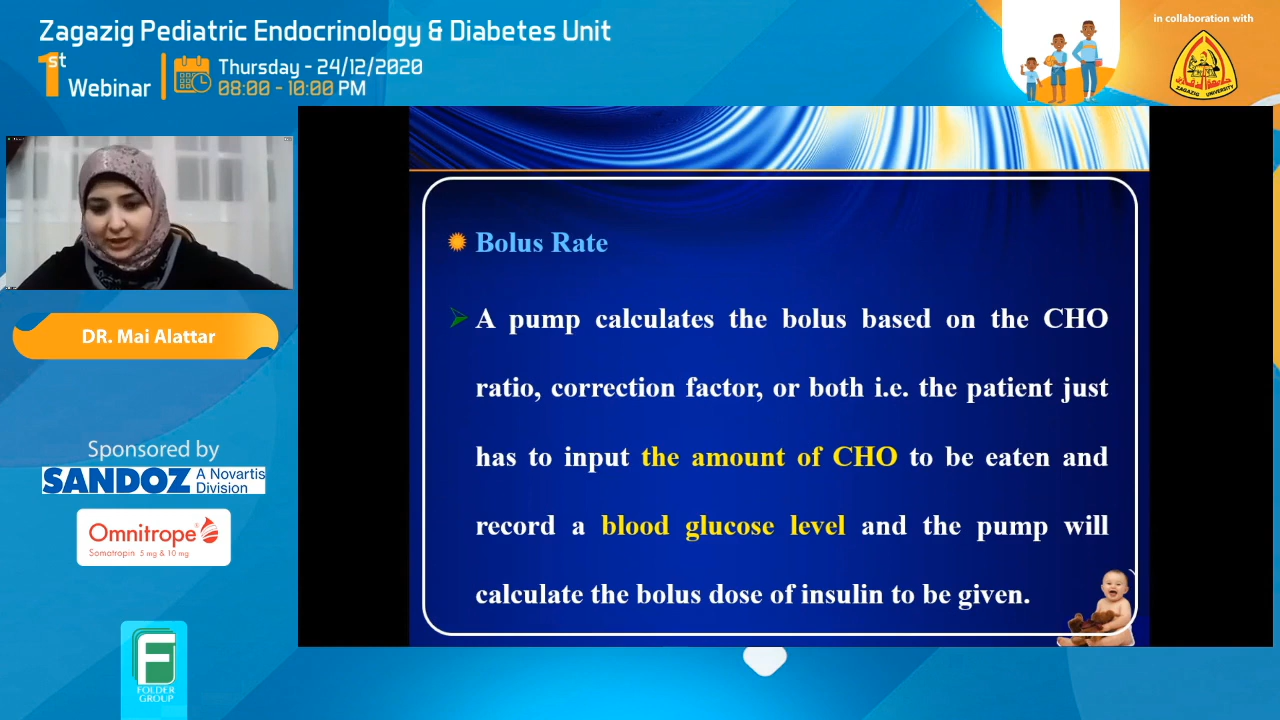 Zagazig Pediatric Endocrinology & Diabetes Unit
1st Webinar
Thursday - 24/12/2020
08:00 - 10:00 PM
in collaboration with
ZAGAZIG UNIVERSITY
DR. Mai Alattar
Sponsored by
SANDOZ A Novartis
Division
Omnitrope®
Somatropin 5 mg & 10 mg
FOLDER
GROUP
Bolus Rate
A pump calculates the bolus based on the CHO
ratio, correction factor, or both i.e. the patient just
has to input the amount of CHO to be eaten and
record a blood glucose level and the pump will
calculate the bolus dose of insulin to be given.